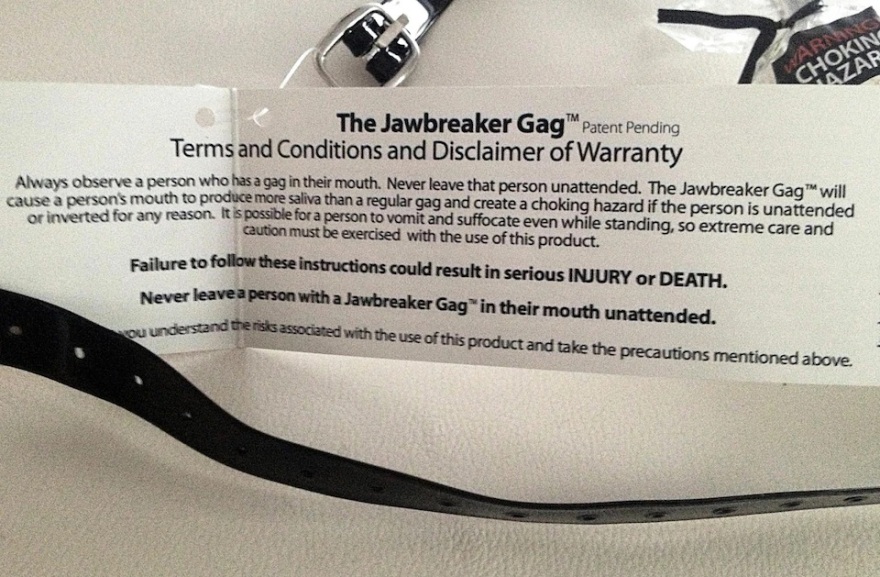 WARNING
CHOKING
HAZARD
The Jawbreaker Gag™ Patent Pending
Terms and Conditions and Disclaimer of Warranty
Always observe a person who has a gag in their mouth. Never leave that person unattended. The Jawbreaker Gag™ will
cause a person's mouth to produce more saliva than a regular gag and create a choking hazard if the person is unattended
or inverted for any reason. It is possible for a person to vomit and suffocate even while standing, so extreme care and
caution must be exercised with the use of this product.
Failure to follow these instructions could result in serious INJURY or DEATH.
Never leave a person with a Jawbreaker Gag™ in their mouth unattended.
you understand the risks associated with the use of this product and take the precautions mentioned above.